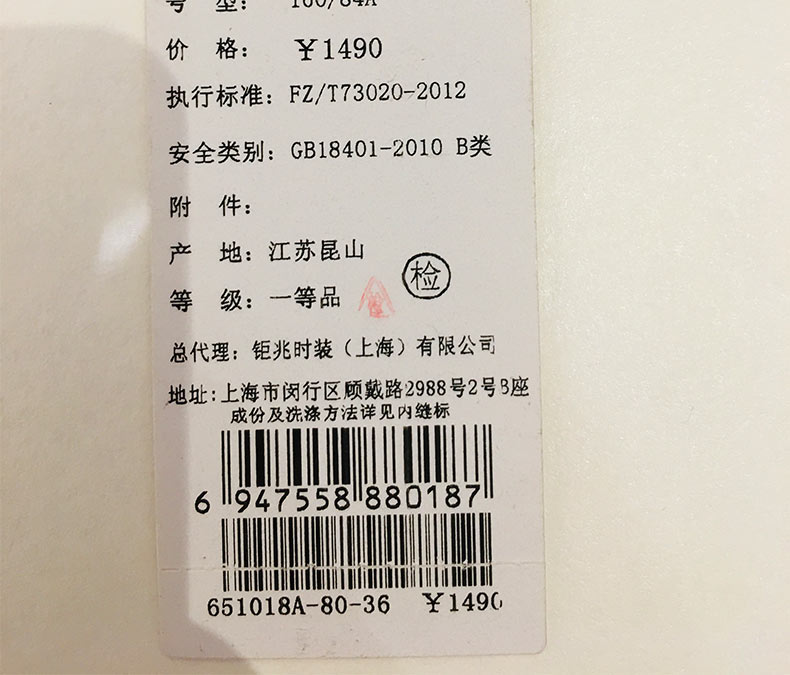 号 型： 160/84A
价 格： ￥1490
执行标准：FZ/T73020-2012
安全类别：GB18401-2010 B类
附 件：
产 地：江苏昆山
检
等 级：一等品
总代理：钜兆时装（上海）有限公司
地址：上海市闵行区顾戴路2988号2号B座
成份及洗涤方法详见内缝标
6 947558 880187
651018A-80-36 ￥1490